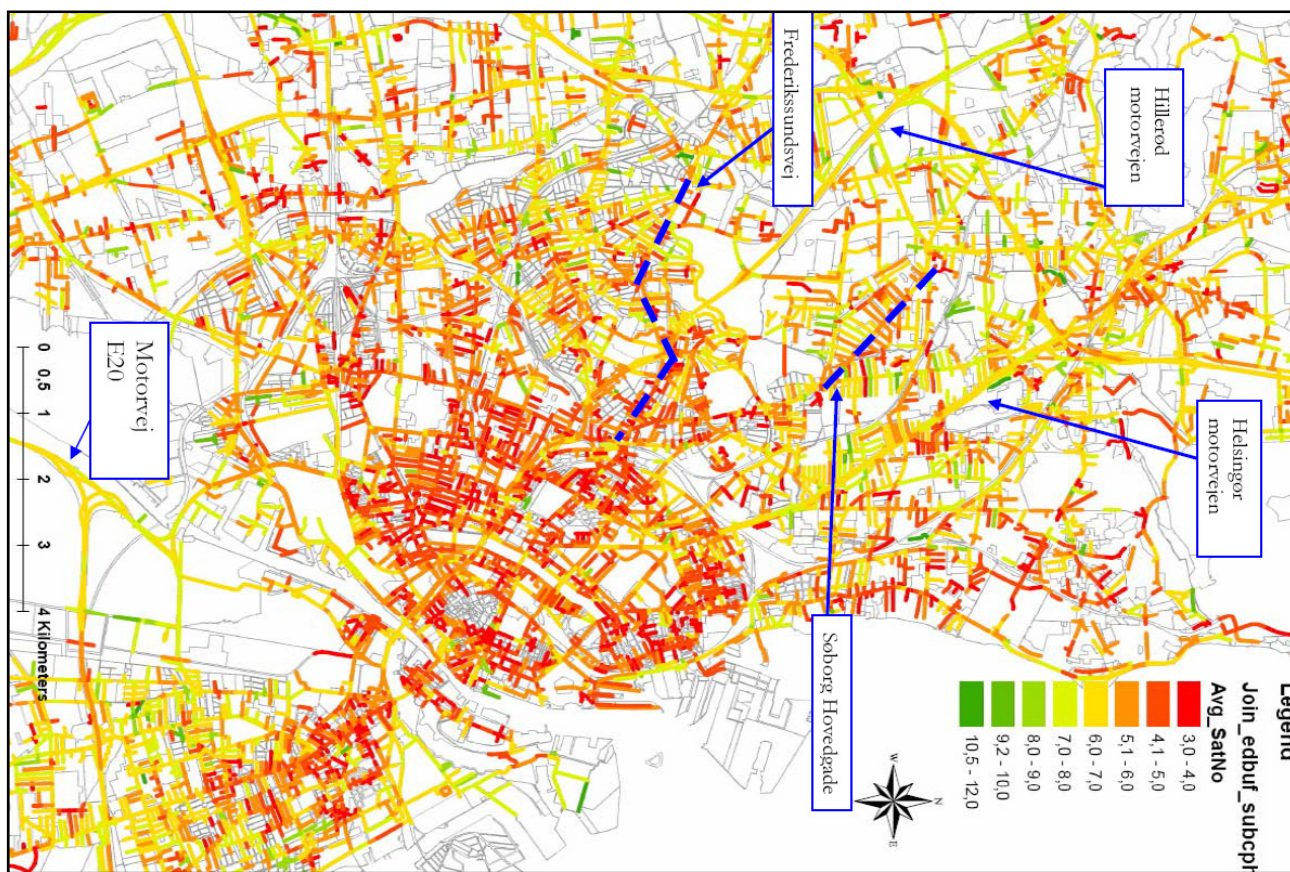 Hillerød
motorvejen
Frederikssundsvej
Helsingør
motorvejen
Søborg Hovedgade
Motorvej
E20
0 0,5 1 2 3 4 Kilometers
Legend
Join_edbuf_subcph
Avg_SatNo
3,0 - 4,0
4,1 - 5,0
5,1 - 6,0
6,0 - 7,0
7,0 - 8,0
8,0 - 9,0
9,2 - 10,0
10,5 - 12,0
N
W
E
S